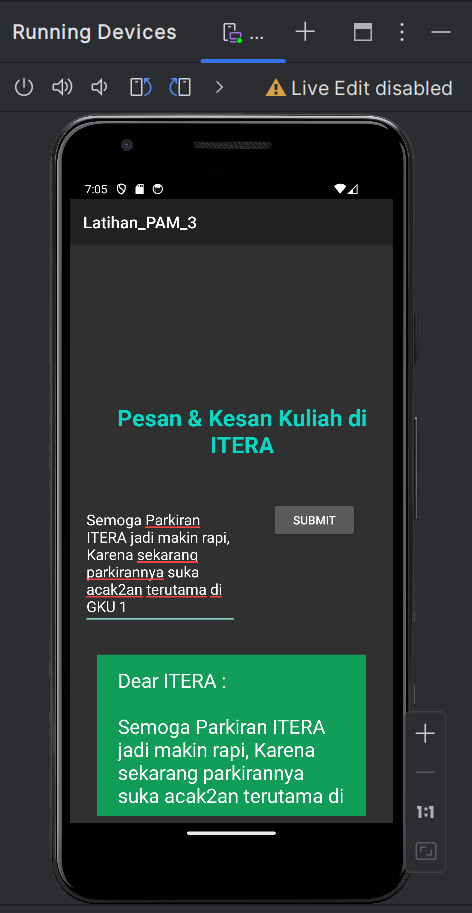 Running Devices
...
Live Edit disabled
7:05
Latihan_PAM_3
Pesan & Kesan Kuliah di
ITERA
Semoga Parkiran
ITERA jadi makin rapi,
Karena sekarang
parkirannya suka
acak2an terutama di
GKU 1
SUBMIT
Dear ITERA :
Semoga Parkiran ITERA
jadi makin rapi, Karena
sekarang parkirannya
suka acak2an terutama di
1:1